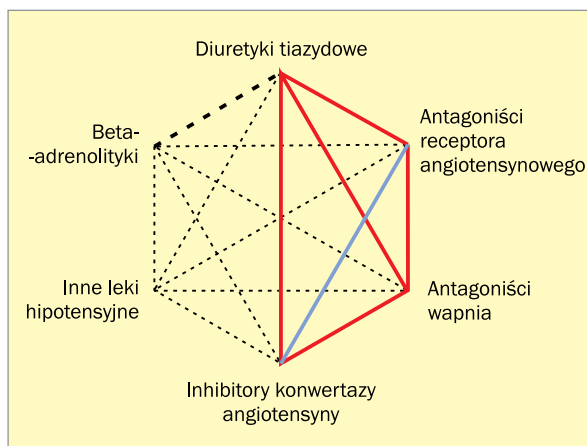 Diuretyki tiazydowe
Beta-
-adrenolityki
Antagoniści
receptora
angiotensynowego
Inne leki
hipotensyjne
Antagoniści
wapnia
Inhibitory konwertazy
angiotensyny